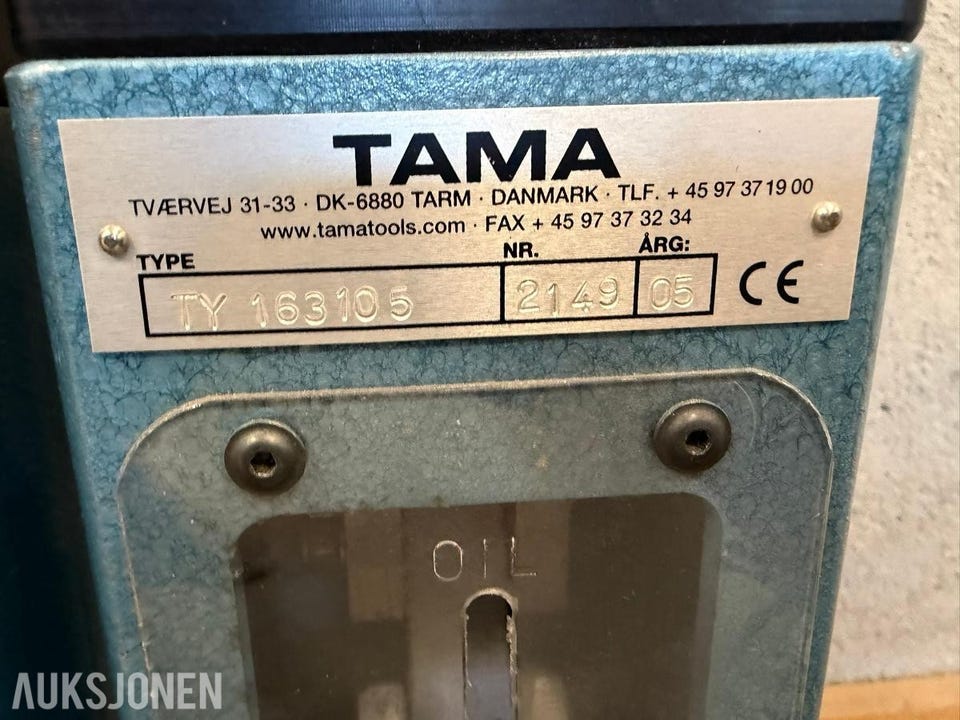 TAMA
TVÆRVEJ 31-33 · DK-6880 TARM · DANMARK · TLF. + 45 97 37 19 00
www.tamatools.com · FAX + 45 97 37 32 34
TYPE NR. ÅRG:
TY 163105 2149 05 CE
OIL
AUKSJONEN